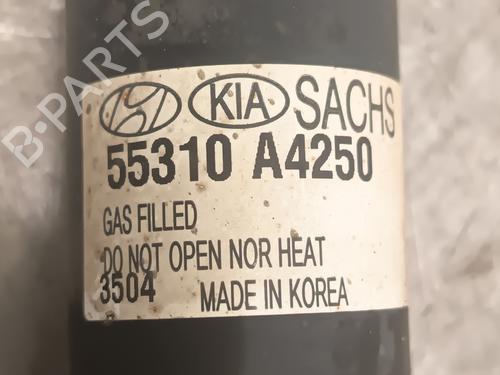 B-PARTS
KIA SACHS
55310 A4250
GAS FILLED
DO NOT OPEN NOR HEAT
3504 MADE IN KOREA